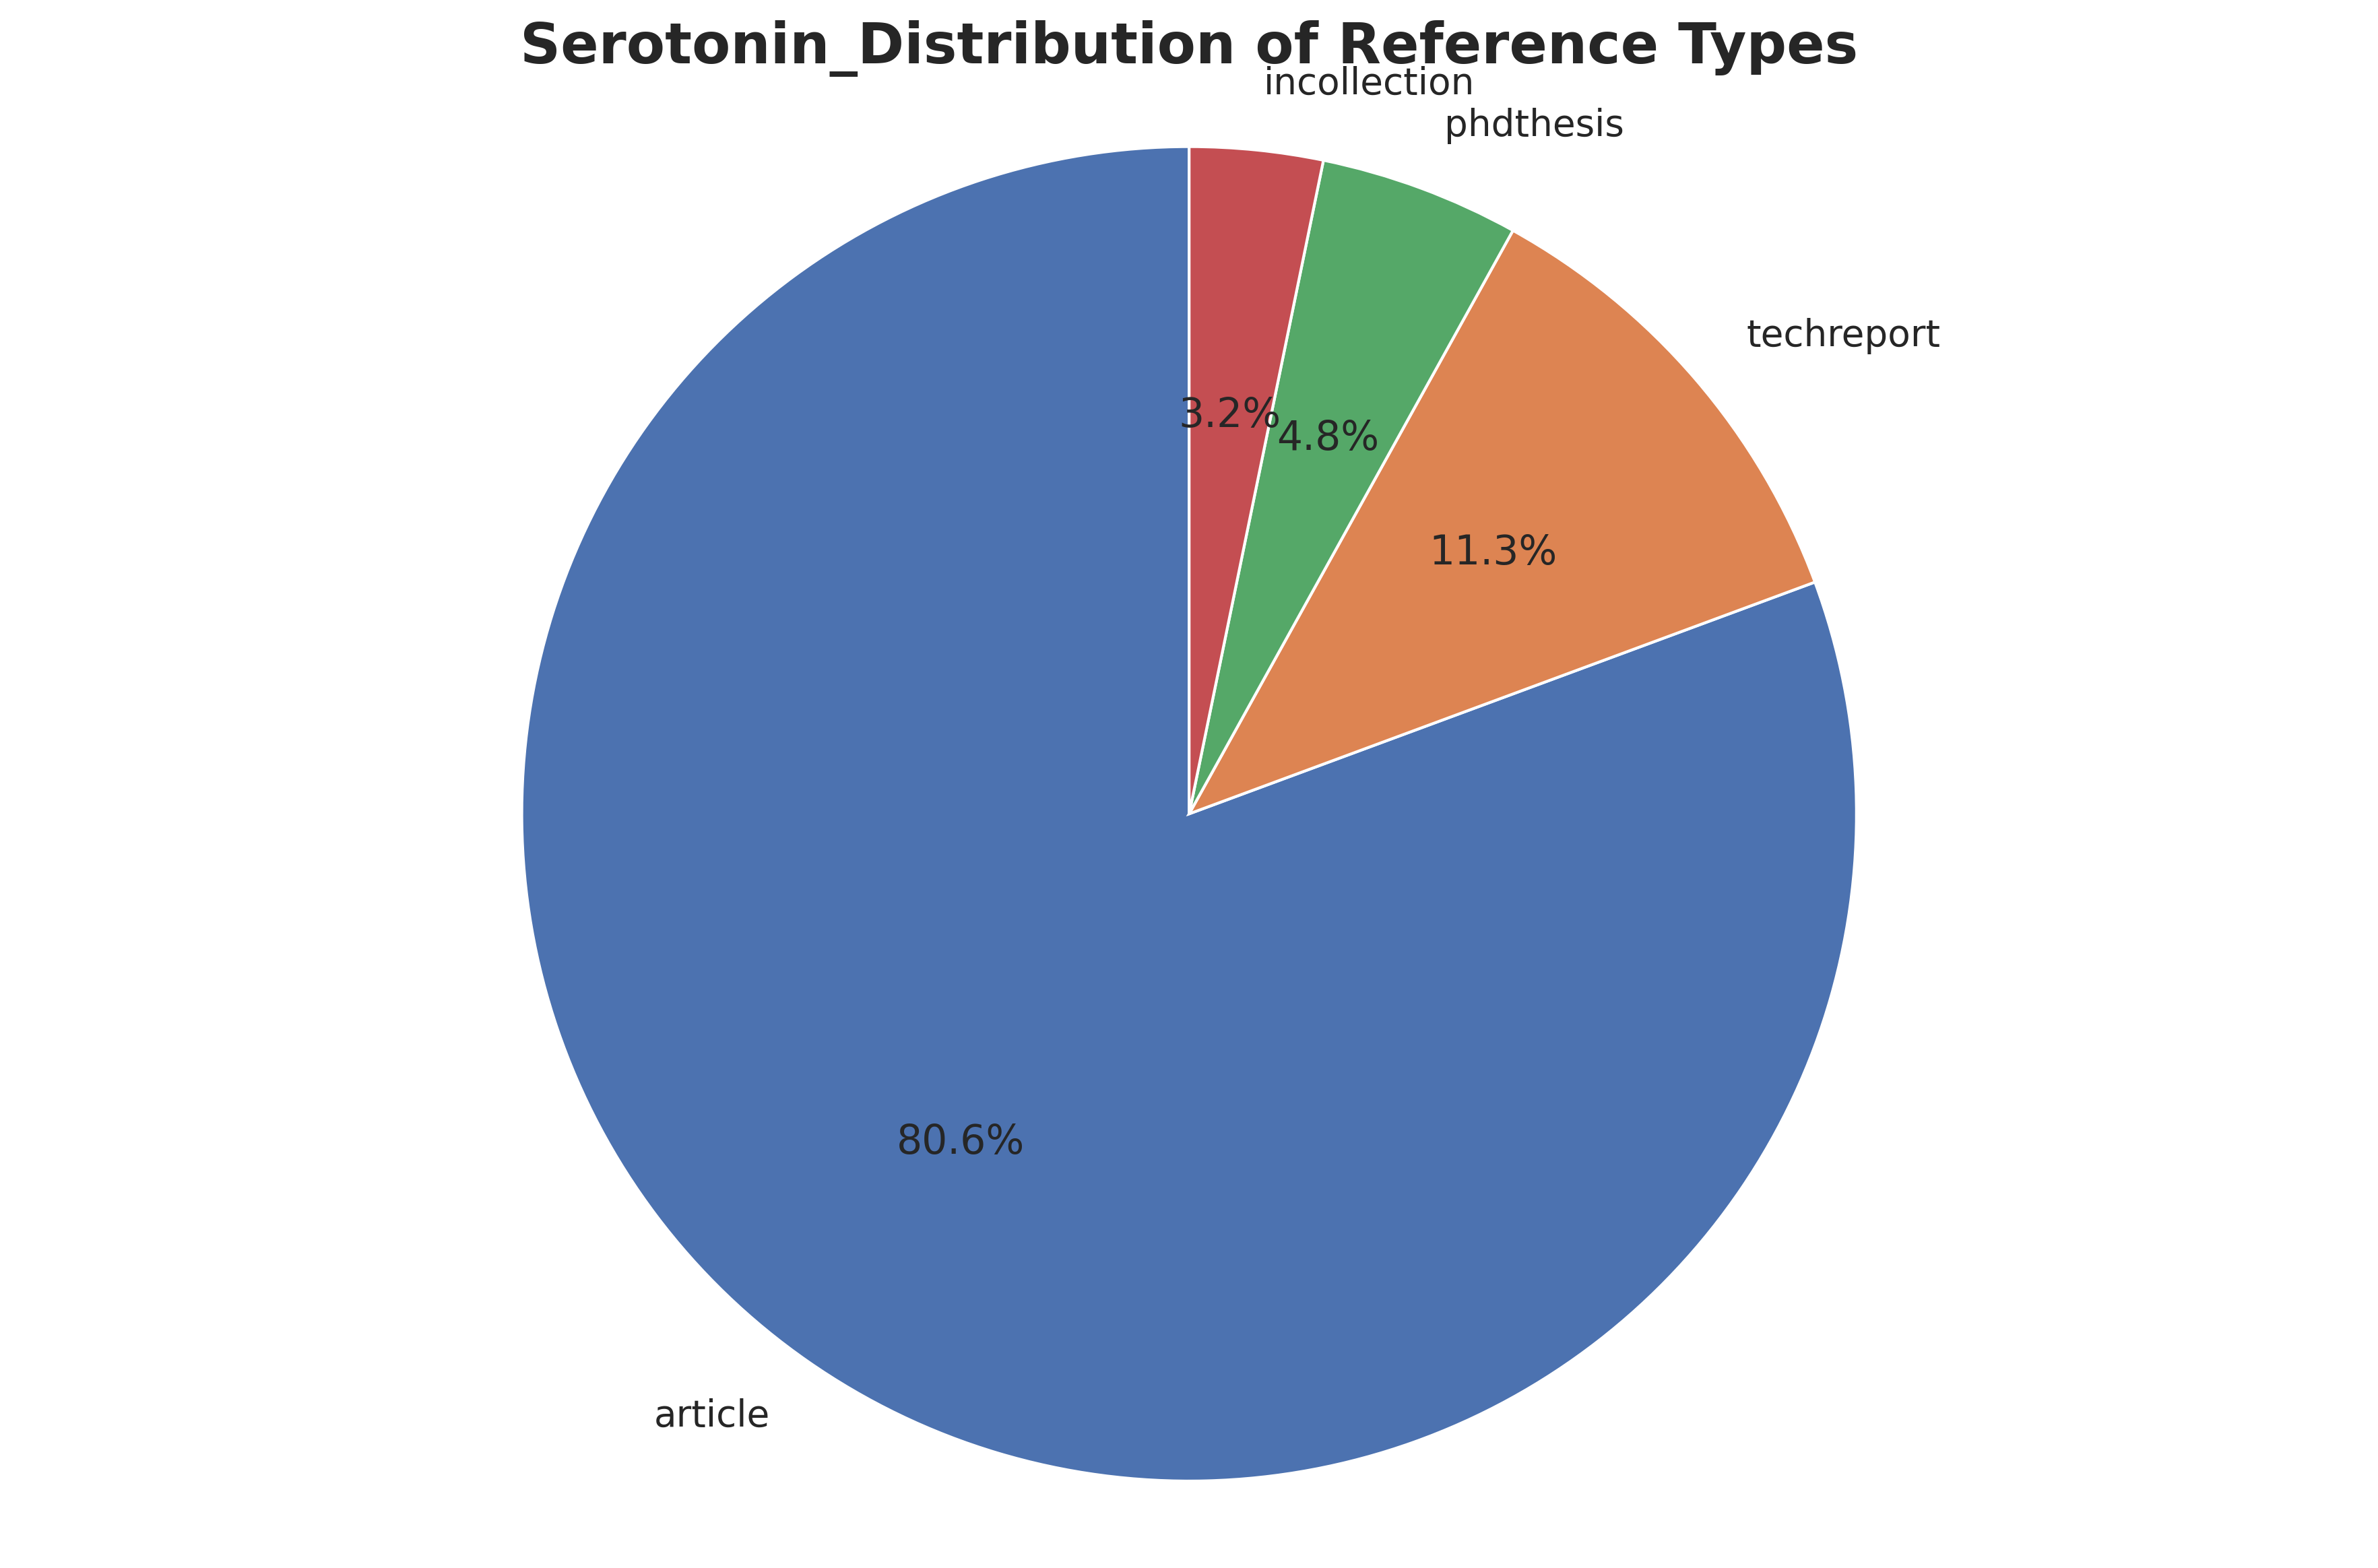 Serotonin_Distribution of Reference Types
incollection
phdthesis
techreport
3.2%
4.8%
11.3%
80.6%
article